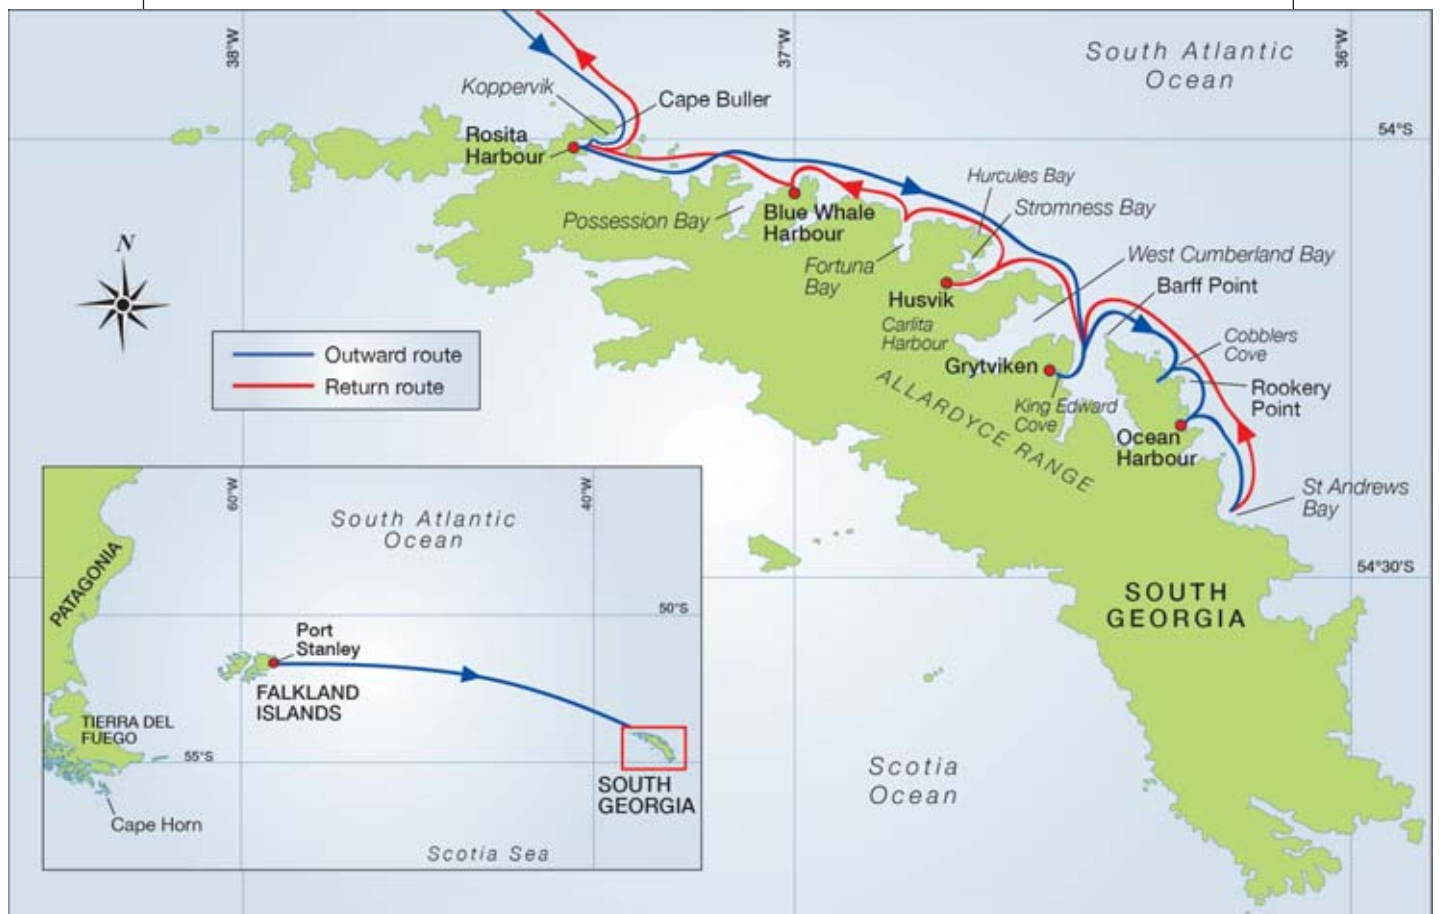 38°W
37°W
36°W
South Atlantic
Ocean
Koppervik
Cape Buller
54°S
Rosita
Harbour
Hurcules Bay
Stromness Bay
Possession Bay
Blue Whale
Harbour
Fortuna
Bay
West Cumberland Bay
Barff Point
N
Husvik
Carlita
Harbour
Cobblers
Cove
Outward route
Return route
Grytviken
Rookery
Point
ALLARDYCE RANGE
King Edward
Cove
Ocean
Harbour
St Andrews
Bay
54°30'S
SOUTH
GEORGIA
60°W
40°W
South Atlantic
Ocean
PATAGONIA
50°S
Port
Stanley
FALKLAND
ISLANDS
TIERRA DEL
FUEGO
55°S
SOUTH
GEORGIA
Cape Horn
Scotia Sea
Scotia
Ocean